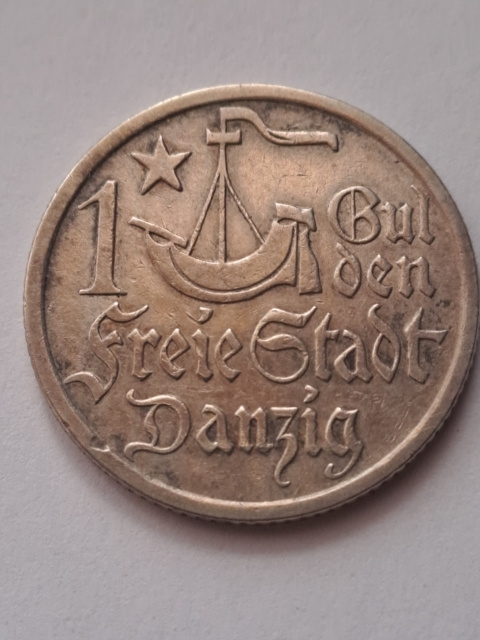 1 Gul
den
Freie Stadt
Danzig